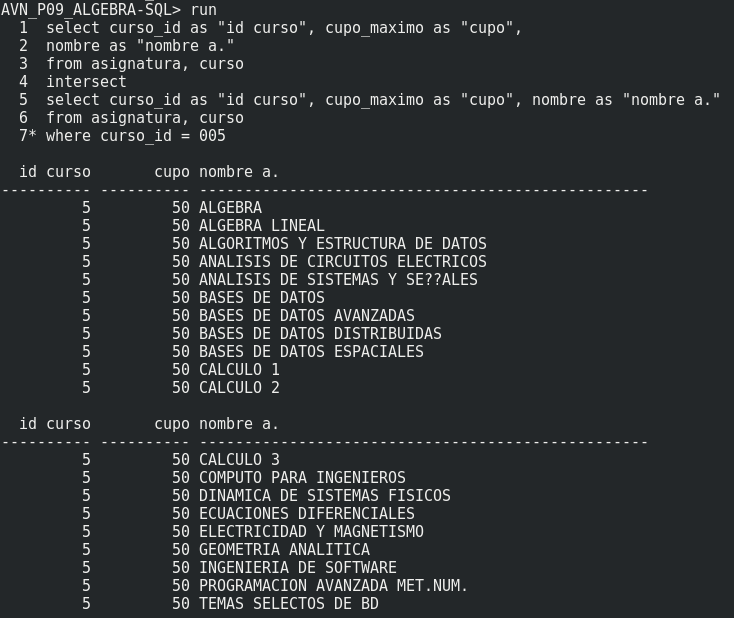 AVN_P09_ALGEBRA-SQL> run
  1  select curso_id as "id curso", cupo_maximo as "cupo",
  2  nombre as "nombre a."
  3  from asignatura, curso
  4  intersect
  5  select curso_id as "id curso", cupo_maximo as "cupo", nombre as "nombre a."
  6  from asignatura, curso
  7* where curso_id = 005

  id curso       cupo nombre a.
---------- ---------- --------------------------------------------------
         5         50 ALGEBRA
         5         50 ALGEBRA LINEAL
         5         50 ALGORITMOS Y ESTRUCTURA DE DATOS
         5         50 ANALISIS DE CIRCUITOS ELECTRICOS
         5         50 ANALISIS DE SISTEMAS Y SE??ALES
         5         50 BASES DE DATOS
         5         50 BASES DE DATOS AVANZADAS
         5         50 BASES DE DATOS DISTRIBUIDAS
         5         50 BASES DE DATOS ESPACIALES
         5         50 CALCULO 1
         5         50 CALCULO 2

  id curso       cupo nombre a.
---------- ---------- --------------------------------------------------
         5         50 CALCULO 3
         5         50 COMPUTO PARA INGENIEROS
         5         50 DINAMICA DE SISTEMAS FISICOS
         5         50 ECUACIONES DIFERENCIALES
         5         50 ELECTRICIDAD Y MAGNETISMO
         5         50 GEOMETRIA ANALITICA
         5         50 INGENIERIA DE SOFTWARE
         5         50 PROGRAMACION AVANZADA MET.NUM.
         5         50 TEMAS SELECTOS DE BD